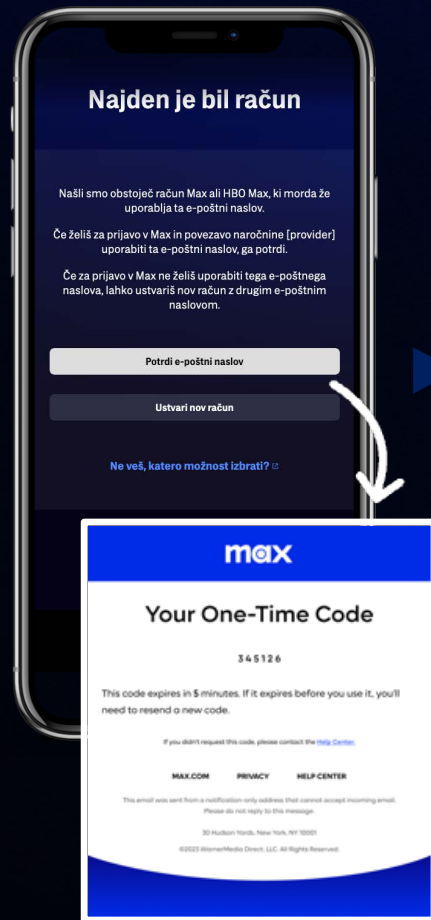 Najden je bil račun
Našli smo obstoječ račun Max ali HBO Max, ki morda že
uporablja ta e-poštni naslov.
Če želiš za prijavo v Max in povezavo naročnine [provider]
uporabiti ta e-poštni naslov, ga potrdi.
Če za prijavo v Max ne želiš uporabiti tega e-poštnega
naslova, lahko ustvariš nov račun z drugim e-poštnim
naslovom.
Potrdi e-poštni naslov
Ustvari nov račun
Ne veš, katero možnost izbrati?
max
Your One-Time Code
345126
This code expires in 5 minutes. If it expires before you use it, you'll
need to resend a new code.
If you didn't request this code, please contact the Help Center.
MAX.COM PRIVACY HELP CENTER
This email was sent from a notification-only address that cannot accept incoming email.
Please do not reply to this message.
30 Hudson Yards, New York, NY 10001
©2023 WarnerMedia Direct, LLC. All Rights Reserved.